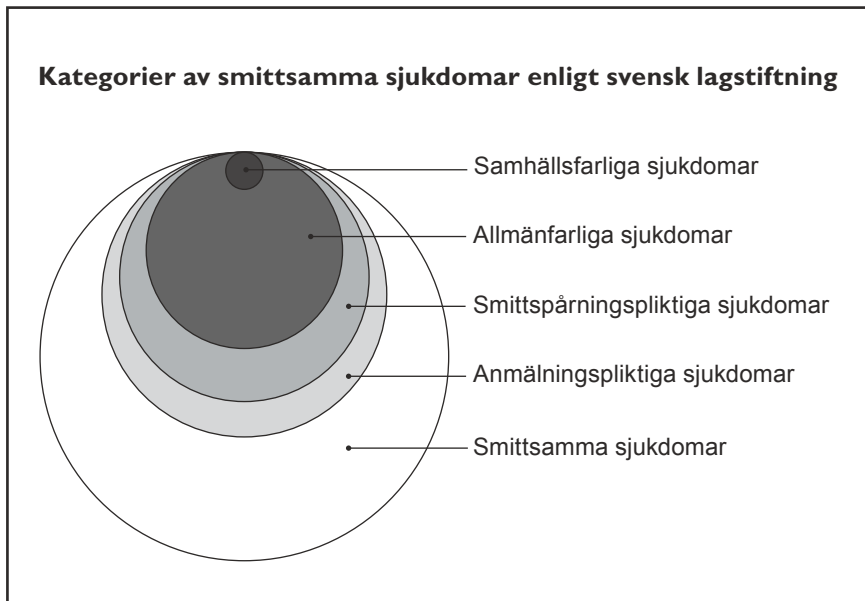 Kategorier av smittsamma sjukdomar enligt svensk lagstiftning
Samhällsfarliga sjukdomar
Allmänfarliga sjukdomar
Smittspårningspliktiga sjukdomar
Anmälningspliktiga sjukdomar
Smittsamma sjukdomar